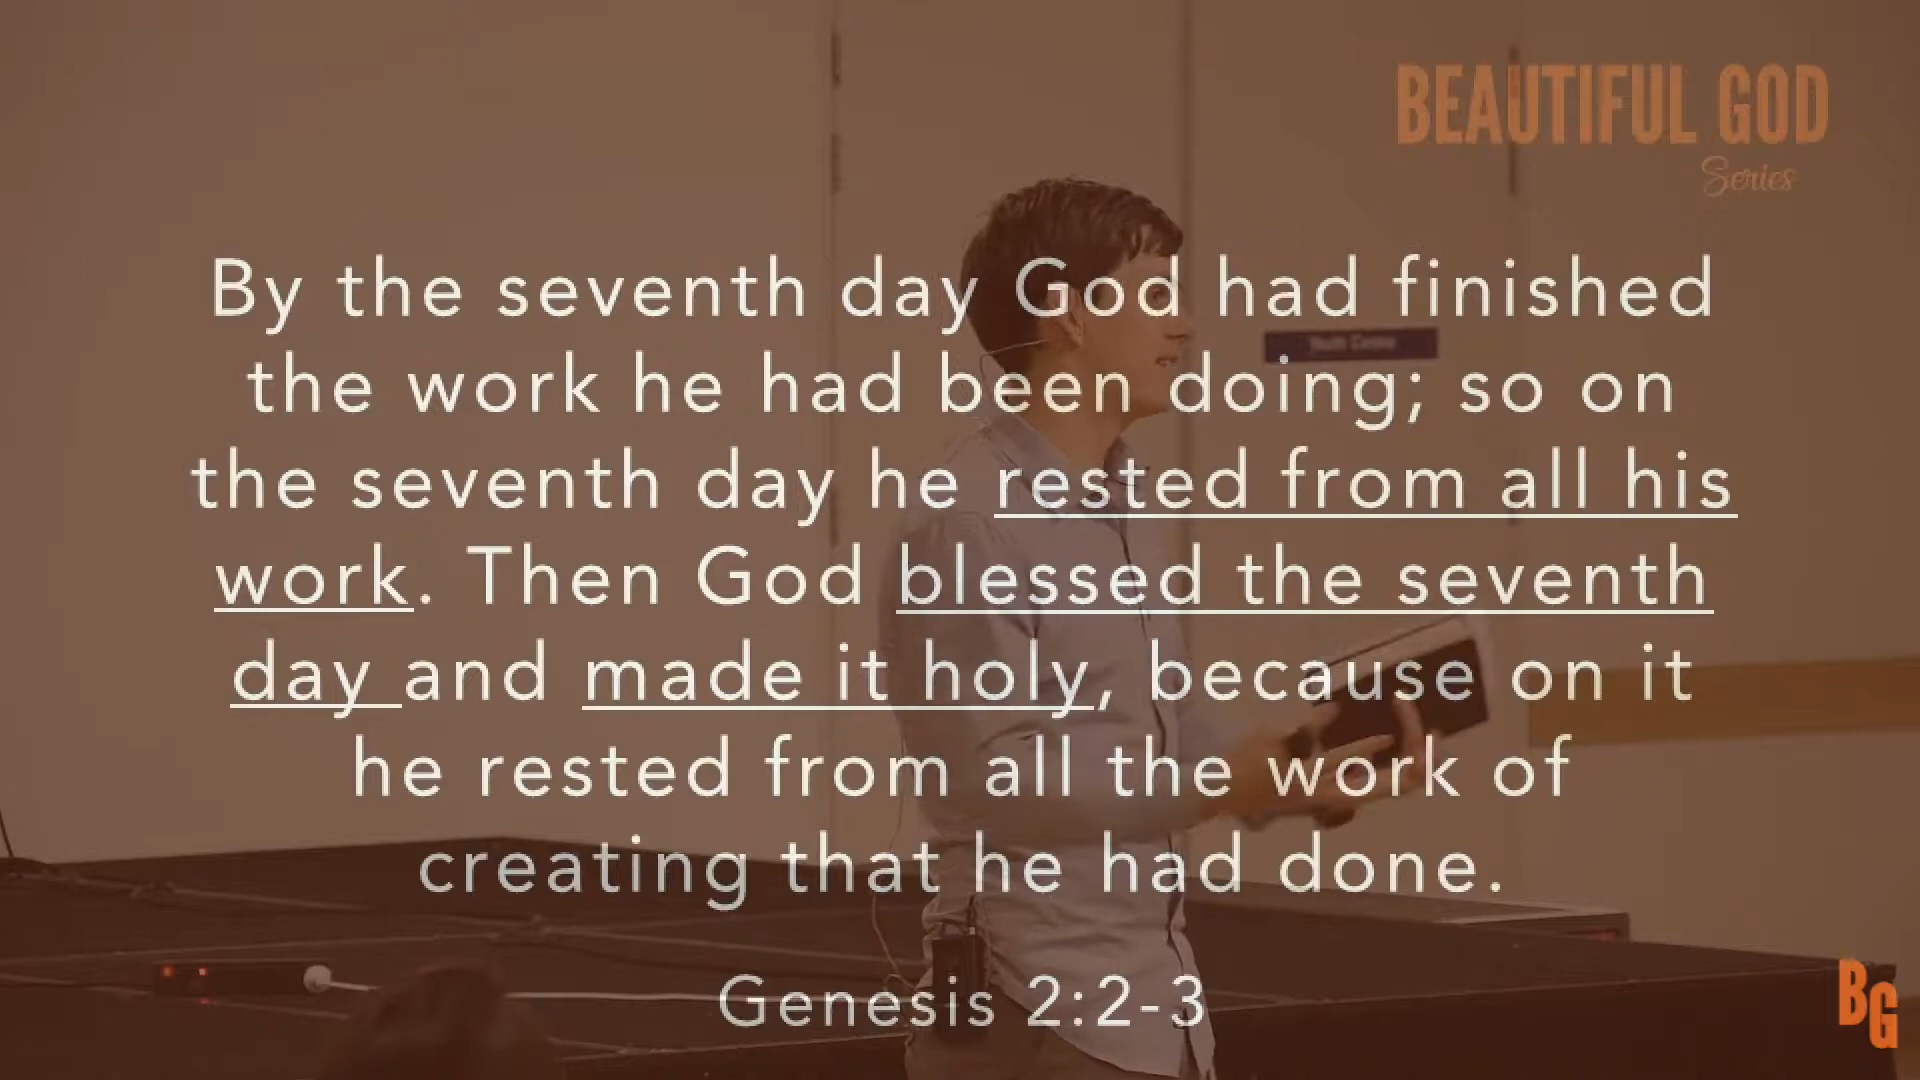 BEAUTIFUL GOD
Series
By the seventh day God had finished
the work he had been doing; so on
the seventh day he rested from all his
work. Then God blessed the seventh
day and made it holy, because on it
he rested from all the work of
creating that he had done.
Genesis 2:2-3
BG